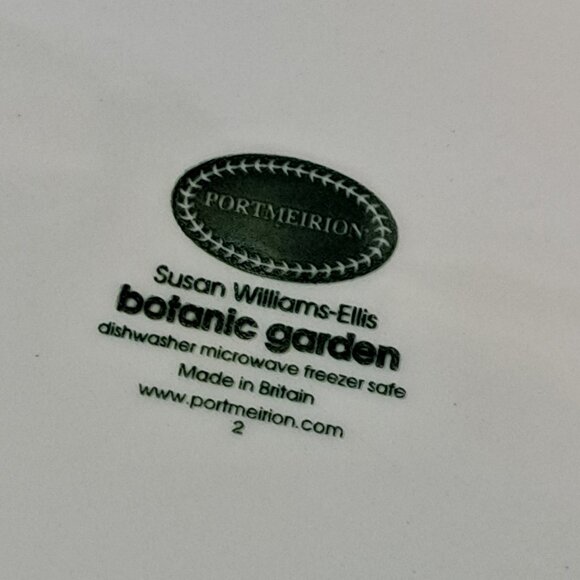 PORTMEIRION
Susan Williams-Ellis
botanic garden
dishwasher microwave freezer safe
Made in Britain
www.portmeirion.com
2